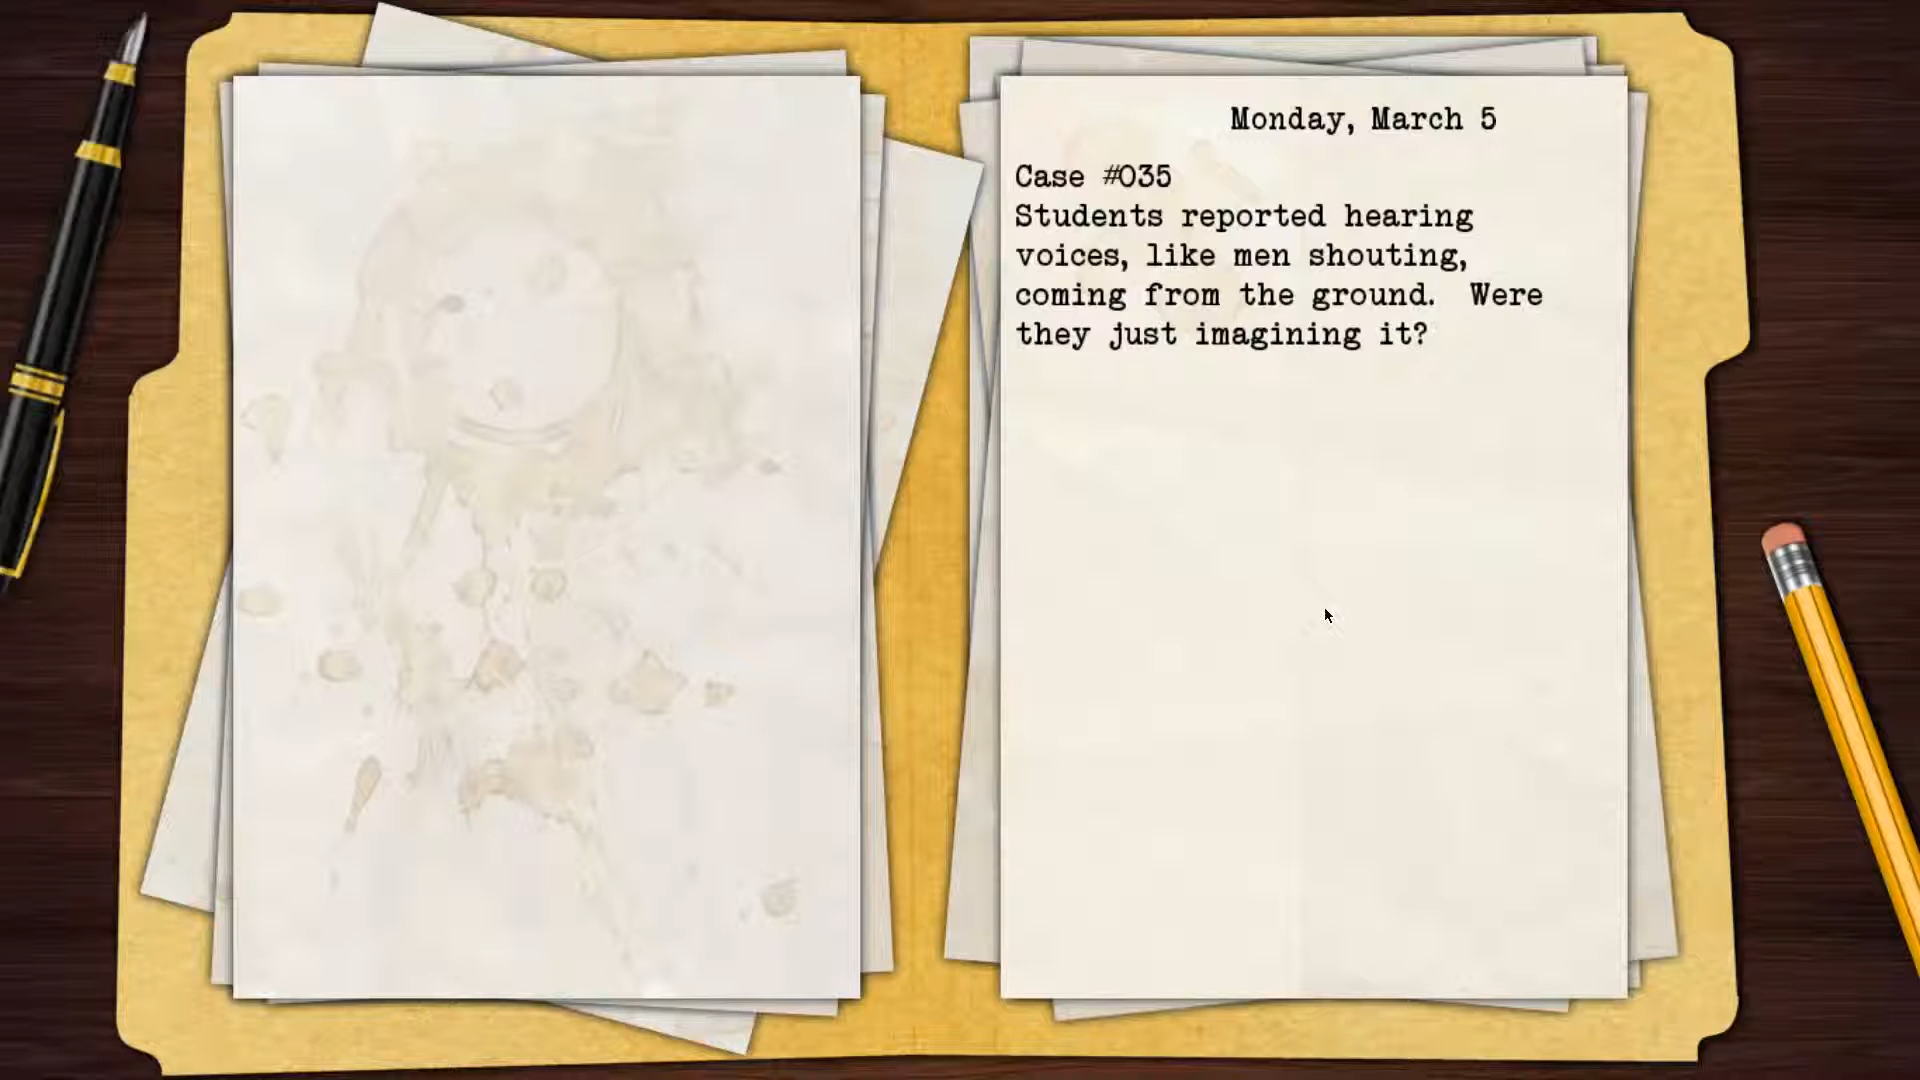 Monday, March 5
Case #035
Students reported hearing
voices, like men shouting,
coming from the ground.  Were
they just imagining it?